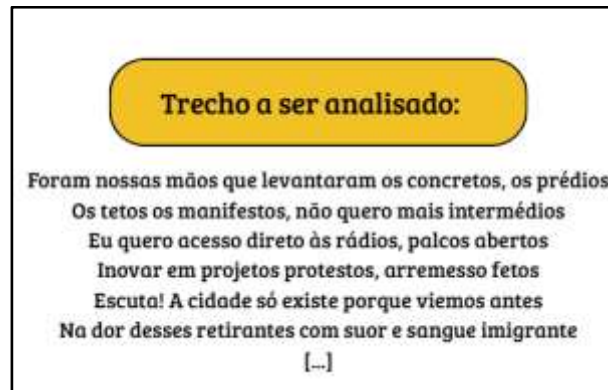 Trecho a ser analisado:
Foram nossas mãos que levantaram os concretos, os prédios
Os tetos os manifestos, não quero mais intermédios
Eu quero acesso direto às rádios, palcos abertos
Inovar em projetos protestos, arremesso fetos
Escuta! A cidade só existe porque viemos antes
Na dor desses retirantes com suor e sangue imigrante
[...]